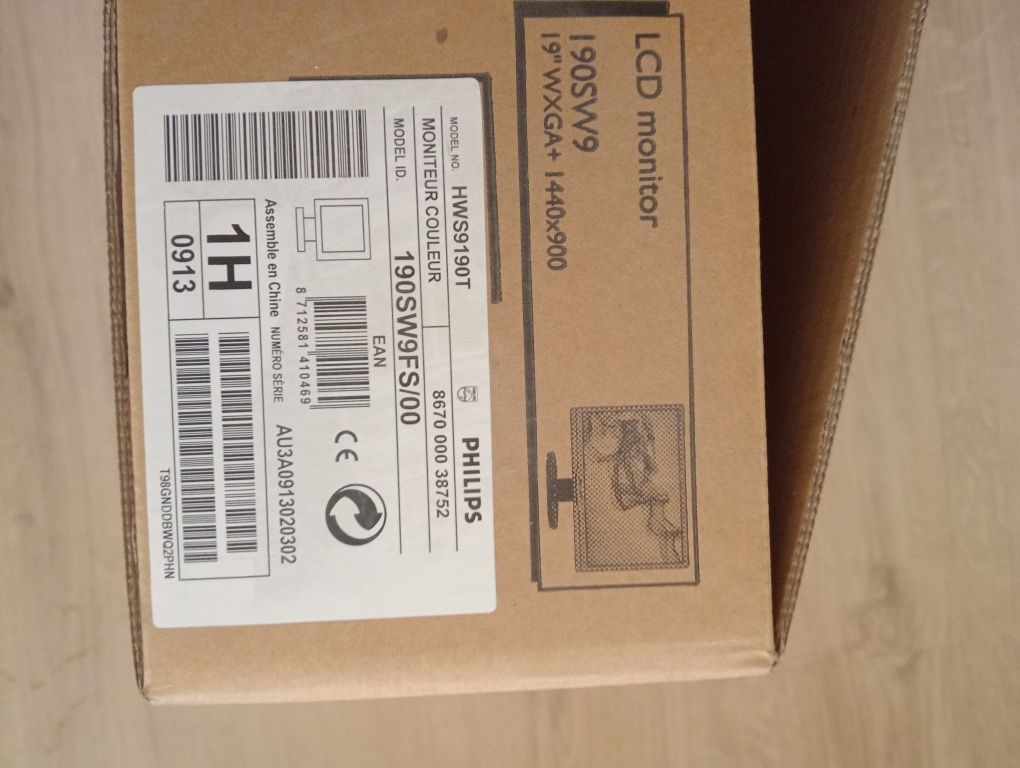 LCD monitor
190SW9
19" WXGA+ 1440x900
PHILIPS
MODEL NO. HWS9190T
MONITEUR COULEUR 8670 000 38752
MODEL ID. 190SW9FS/00
EAN
8 712581 410469
CE
Assemble en Chine NUMÉRO SÉRIE AU3A0913020302
1H
0913
T98GNDDBWQ2PHN